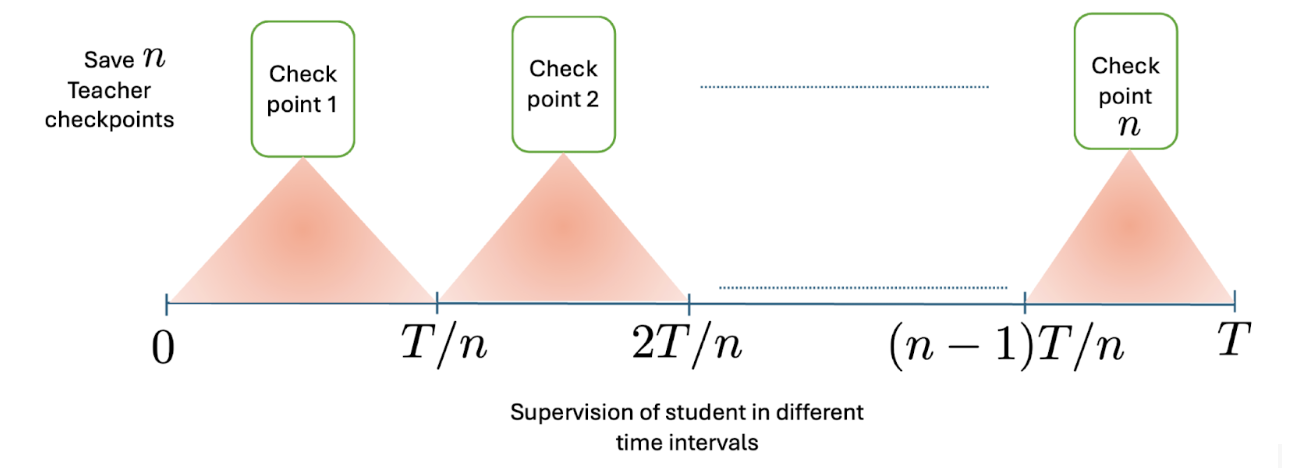 Save n
Teacher
checkpoints
Check
point 1
Check
point 2
Check
point
n
0
T/n
2T/n
(n − 1)T/n
T
Supervision of student in different
time intervals